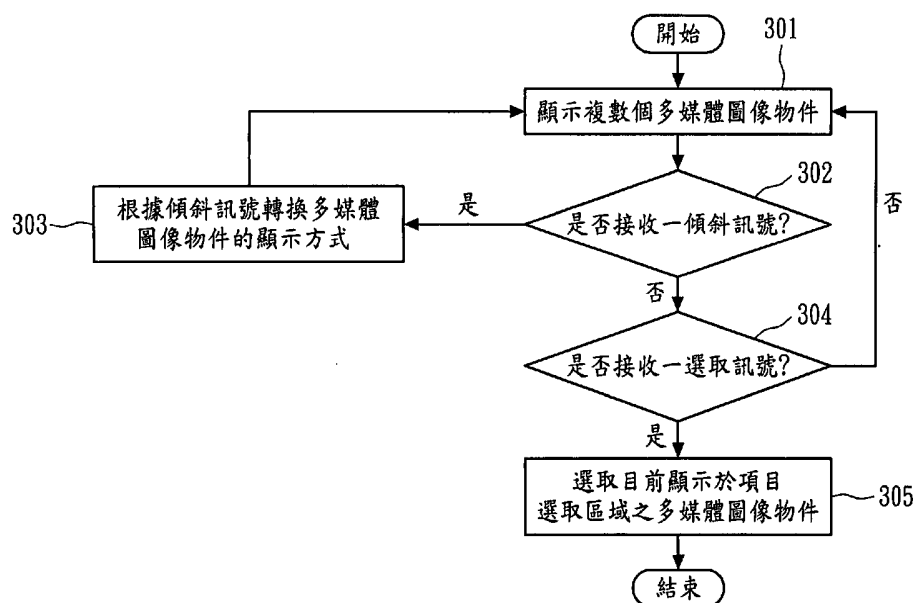 開始
301
顯示複數個多媒體圖像物件
302
是否接收一傾斜訊號?
是
否
303
根據傾斜訊號轉換多媒體
圖像物件的顯示方式
否
304
是否接收一選取訊號?
是
選取目前顯示於項目
選取區域之多媒體圖像物件
305
結束